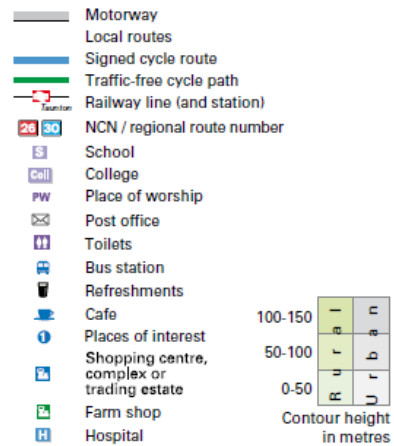 Motorway
Local routes
Signed cycle route
Traffic-free cycle path
Taunton Railway line (and station)
26 30 NCN / regional route number
S School
Coll College
PW Place of worship
Post office
Toilets
Bus station
Refreshments
Cafe
1 Places of interest
Shopping centre,
complex or
trading estate
Farm shop
H Hospital
100-150
50-100
0-50
Rural
Urban
Contour height
in metres